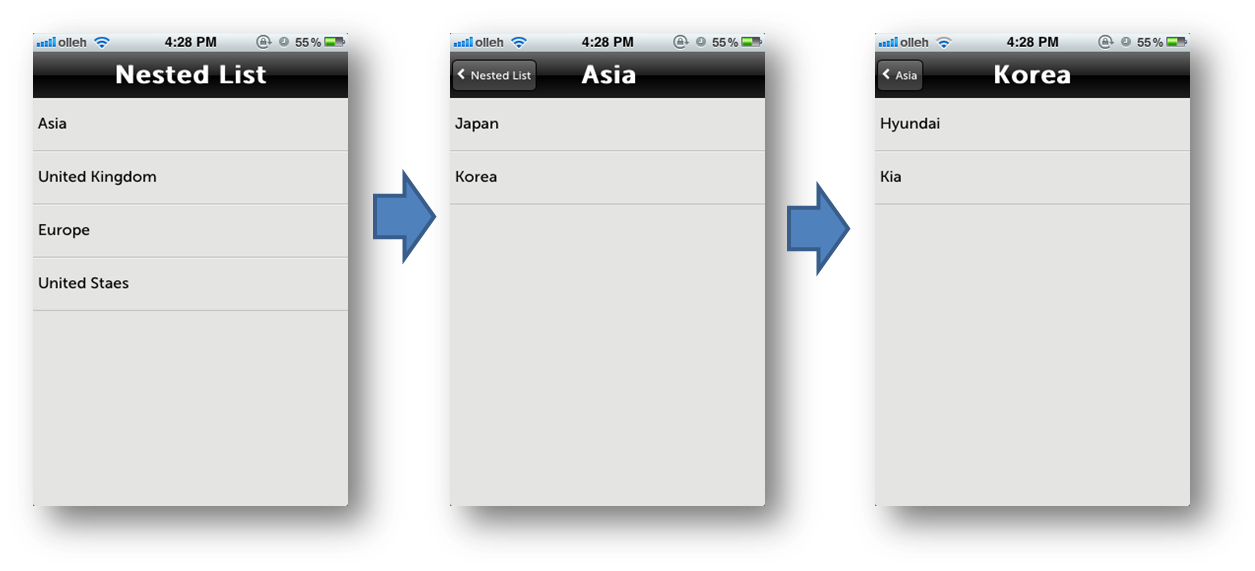 olleh 4:28 PM 55%
Nested List
Asia
United Kingdom
Europe
United Staes
olleh 4:28 PM 55%
Nested List Asia
Japan
Korea
olleh 4:28 PM 55%
Asia Korea
Hyundai
Kia